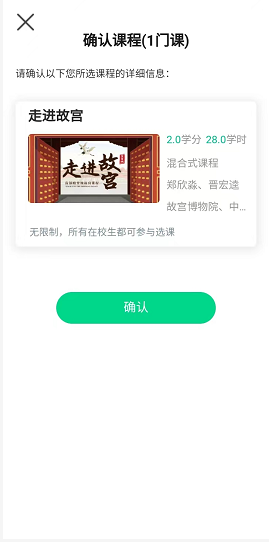 确认课程(1门课)
请确认以下您所选课程的详细信息：
走进故宫
走进
故宫
2.0学分 28.0学时
混合式课程
郑欣淼、晋宏逵
故宫博物院、中...
无限制，所有在校生都可参与选课
确认